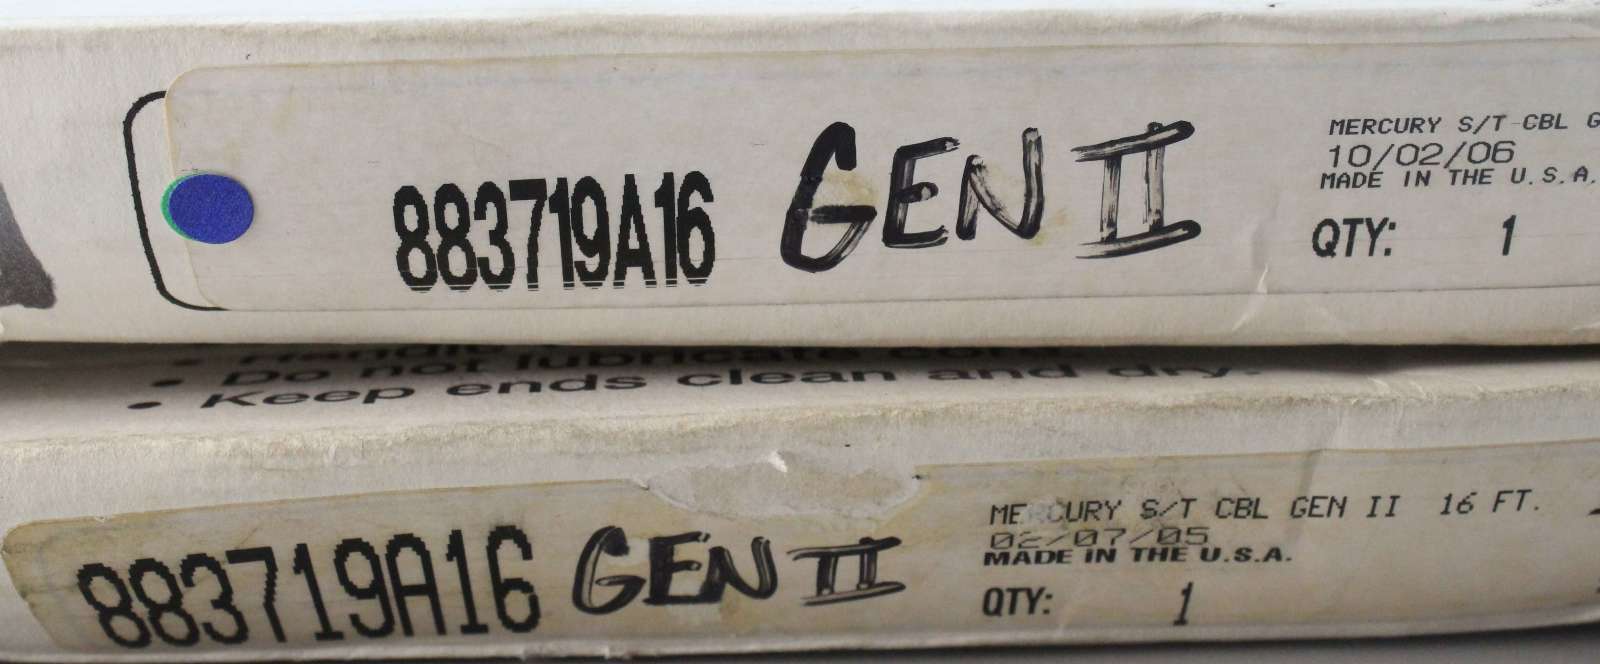 883719A16 GEN II
MERCURY S/T CBL G
10/02/06
MADE IN THE U.S.A.
QTY: 1
• Do not lubricate
• Keep ends clean and dry.
883719A16 GEN II
MERCURY S/T CBL GEN II 16 FT.
02/07/05
MADE IN THE U.S.A.
QTY: 1